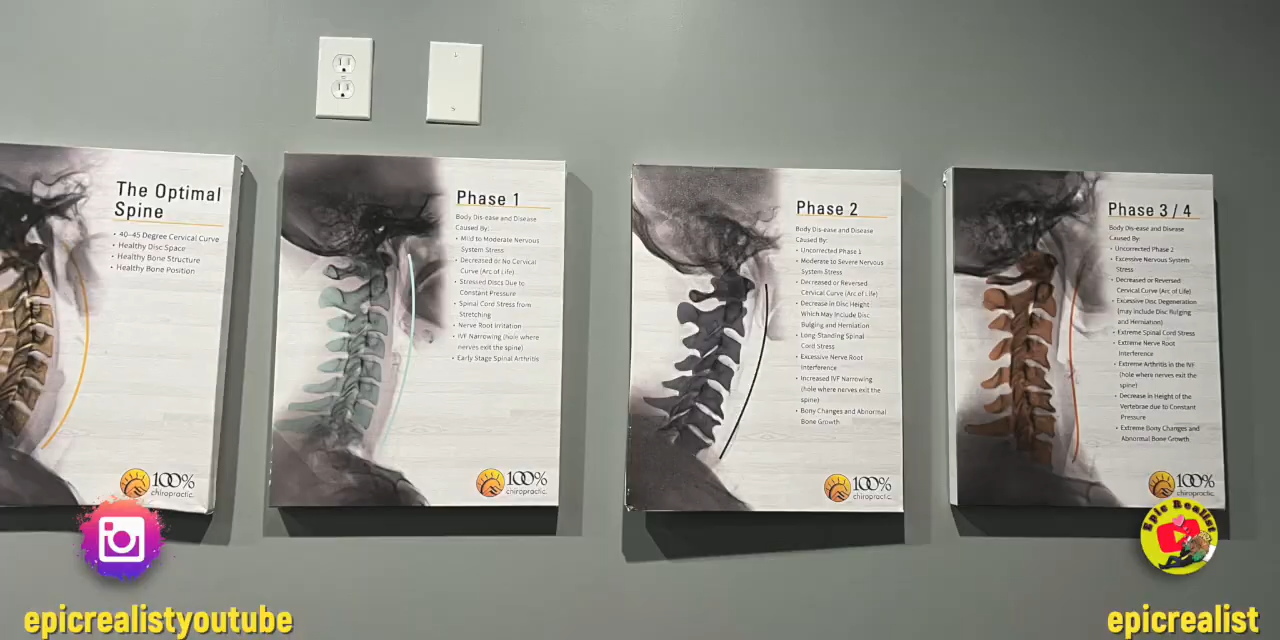 The Optimal
Spine
• 40–45 Degree Cervical Curve
• Healthy Disc Space
• Healthy Bone Structure
• Healthy Bone Position
100%
chiropractic.
Phase 1
Body Dis-ease and Disease
Caused By:
• Mild to Moderate Nervous
System Stress
• Decreased or No Cervical
Curve (Arc of Life)
• Stressed Discs Due to
Constant Pressure
• Spinal Cord Stress from
Stretching
• Nerve Root Irritation
• IVF Narrowing (hole where
nerves exit the spine)
• Early Stage Spinal Arthritis
100%
chiropractic.
Phase 2
Body Dis-ease and Disease
Caused By:
• Uncorrected Phase 1
• Moderate to Severe Nervous
System Stress
• Decreased or Reversed
Cervical Curve (Arc of Life)
• Decrease in Disc Height
Which May Include Disc
Bulging and Herniation
• Long-Standing Spinal
Cord Stress
• Excessive Nerve Root
Interference
• Increased IVF Narrowing
(hole where nerves exit the
spine)
• Bony Changes and Abnormal
Bone Growth
100%
chiropractic.
Phase 3 / 4
Body Dis-ease and Disease
Caused By:
• Uncorrected Phase 2
• Excessive Nervous System
Stress
• Decreased or Reversed
Cervical Curve (Arc of Life)
• Excessive Disc Degeneration
(may include Disc Bulging
and Herniation)
• Extreme Spinal Cord Stress
• Extreme Nerve Root
Interference
• Extreme Arthritis in the IVF
(hole where nerves exit the
spine)
• Decrease in Height of the
Vertebrae due to Constant
Pressure
• Extreme Bony Changes and
Abnormal Bone Growth
100%
chiropractic.
Epic Realist
epicrealistyoutube
epicrealist